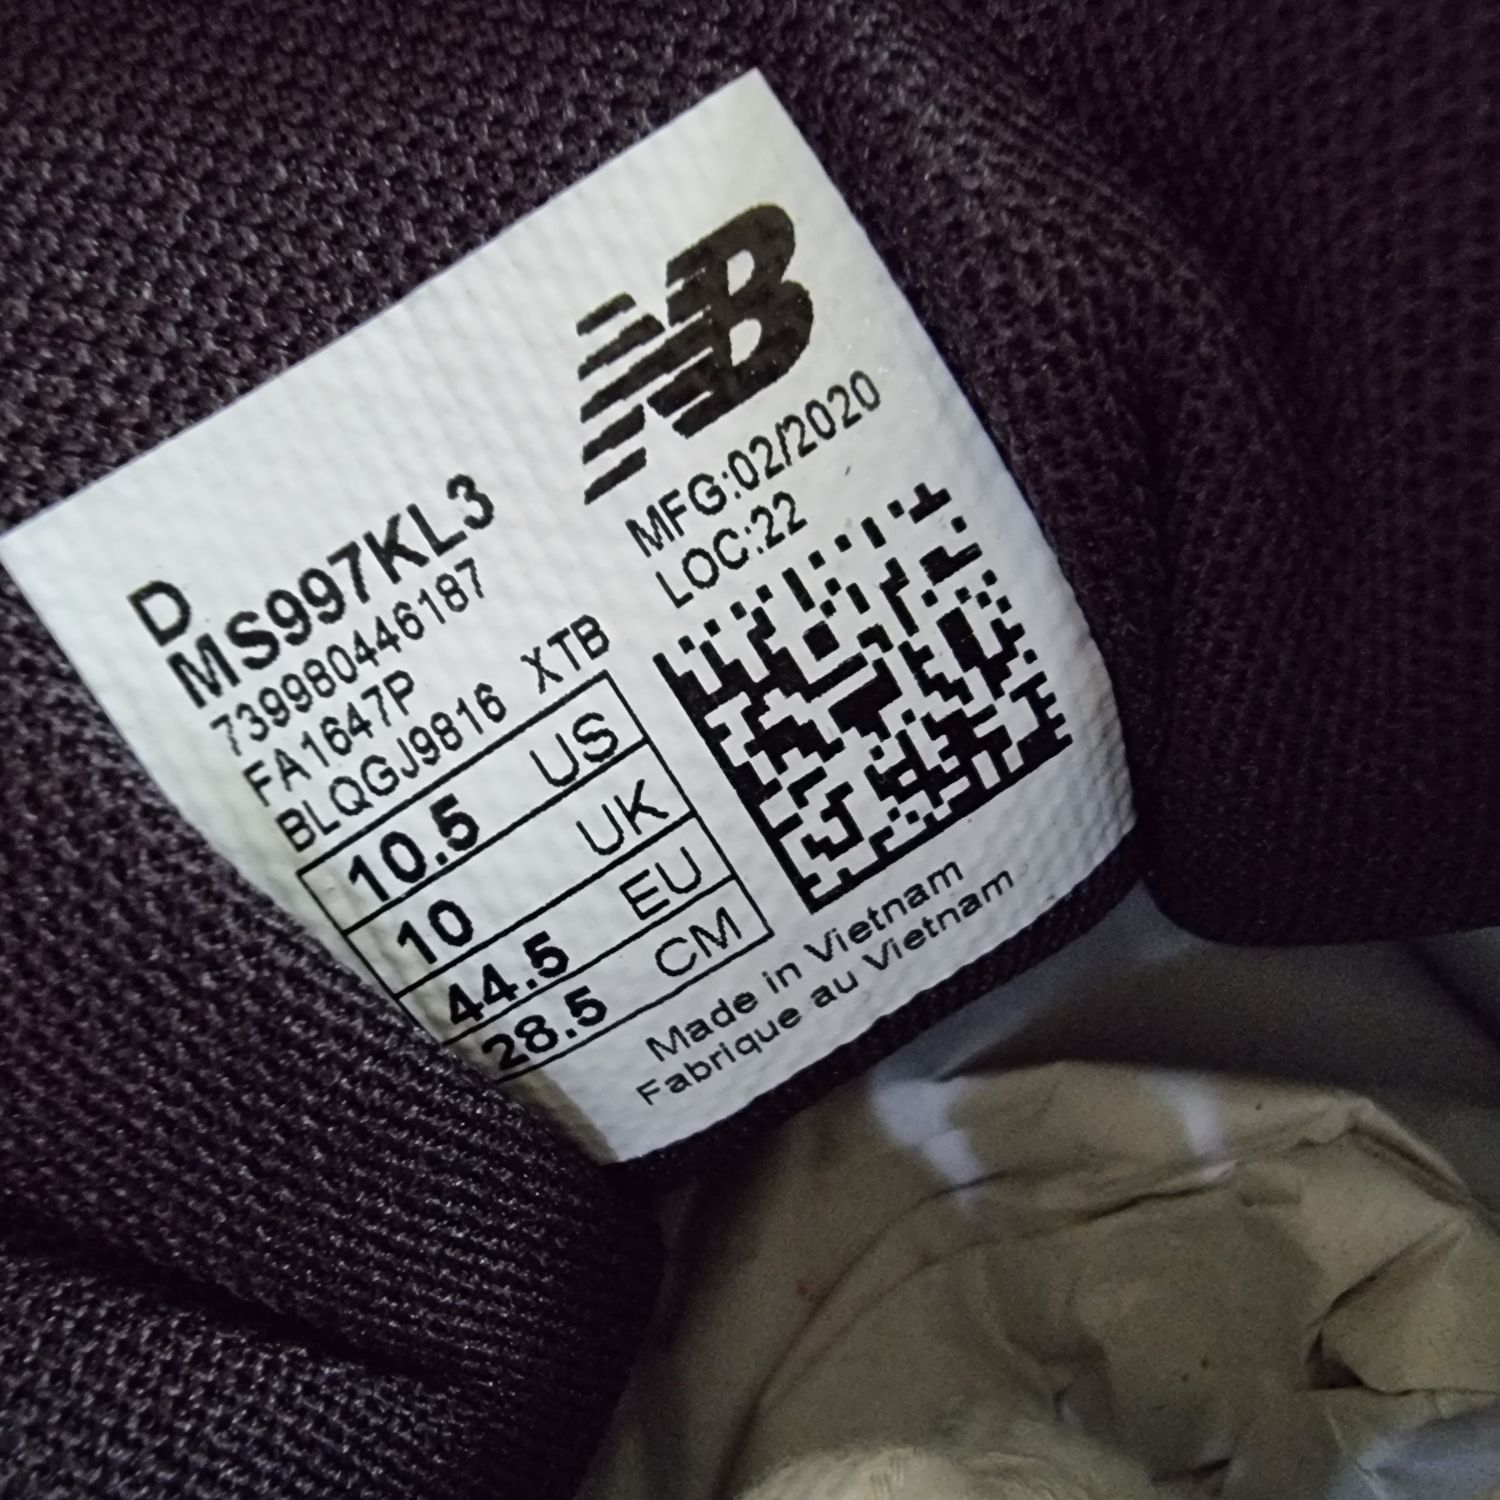 NB
MFG:02/2020
LOC:22
D
MS997KL3
739980446187
FA1647P
BLQGJ9816 XTB
10.5 US
10 UK
44.5 EU
28.5 CM
Made in Vietnam
Fabrique au Vietnam